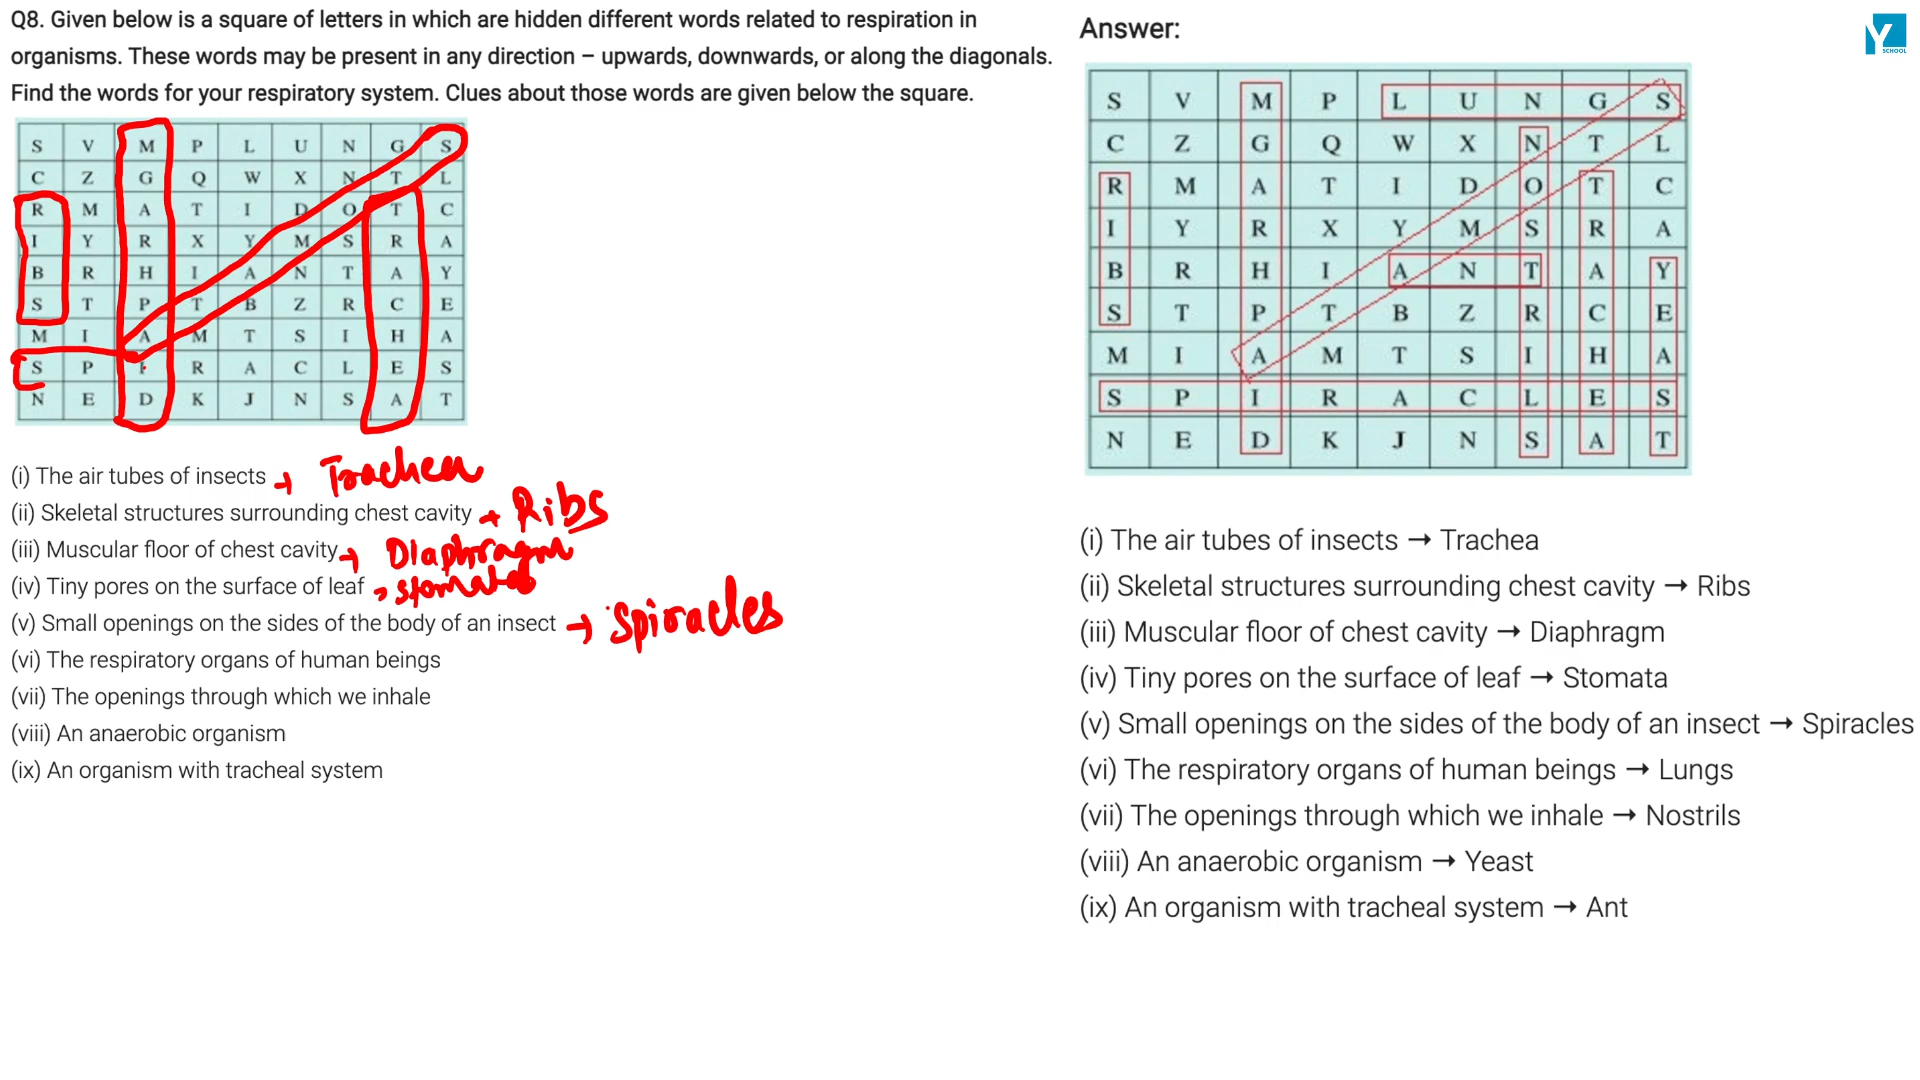 Q8. Given below is a square of letters in which are hidden different words related to respiration in
organisms. These words may be present in any direction – upwards, downwards, or along the diagonals.
Find the words for your respiratory system. Clues about those words are given below the square.
S V M P L U N G S
C Z G Q W X N T L
R M A T I D O T C
I Y R X Y M S R A
B R H I A N T A Y
S T P T B Z R C E
M I A M T S I H A
S P I R A C L E S
N E D K J N S A T
(i) The air tubes of insects → Trachea
(ii) Skeletal structures surrounding chest cavity → Ribs
(iii) Muscular floor of chest cavity → Diaphragm
(iv) Tiny pores on the surface of leaf → Stomata
(v) Small openings on the sides of the body of an insect → Spiracles
(vi) The respiratory organs of human beings
(vii) The openings through which we inhale
(viii) An anaerobic organism
(ix) An organism with tracheal system
Answer:
Y SCHOOL
S V M P L U N G S
C Z G Q W X N T L
R M A T I D O T C
I Y R X Y M S R A
B R H I A N T A Y
S T P T B Z R C E
M I A M T S I H A
S P I R A C L E S
N E D K J N S A T
(i) The air tubes of insects → Trachea
(ii) Skeletal structures surrounding chest cavity → Ribs
(iii) Muscular floor of chest cavity → Diaphragm
(iv) Tiny pores on the surface of leaf → Stomata
(v) Small openings on the sides of the body of an insect → Spiracles
(vi) The respiratory organs of human beings → Lungs
(vii) The openings through which we inhale → Nostrils
(viii) An anaerobic organism → Yeast
(ix) An organism with tracheal system → Ant